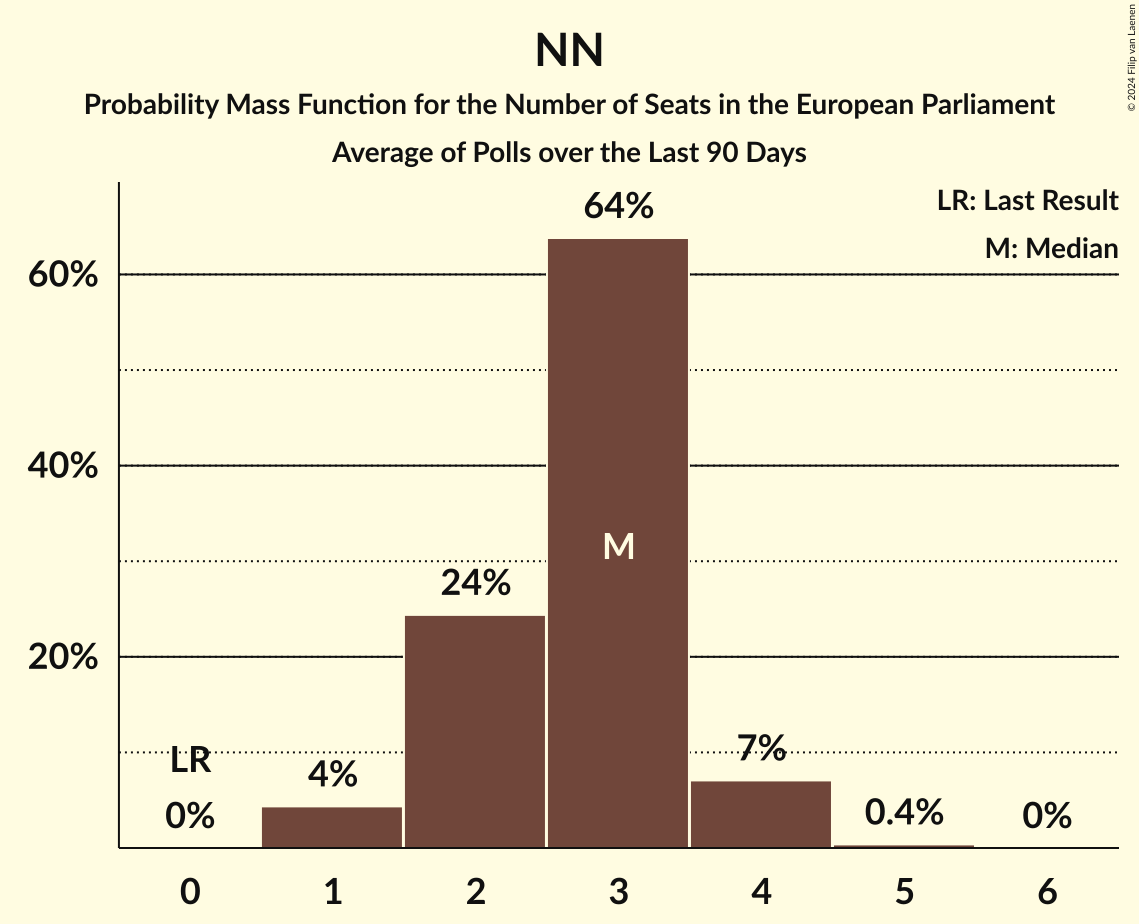 NN
Probability Mass Function for the Number of Seats in the European Parliament
Average of Polls over the Last 90 Days
© 2024 Filip van Laenen
LR: Last Result
M: Median
64%
60%
40%
M
24%
20%
LR
7%
4%
0%
0.4%
0%
0 1 2 3 4 5 6